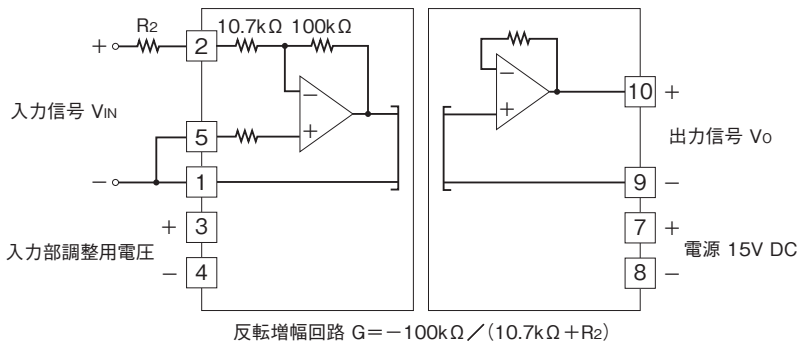 R2
10.7kΩ 100kΩ
+ 2
−
+
入力信号 VIN
5
− 1
+ 3
入力部調整用電圧
− 4
−
+
10 +
出力信号 VO
9 −
7 +
電源 15V DC
8 −
反転増幅回路 G=−100kΩ/(10.7kΩ+R2)